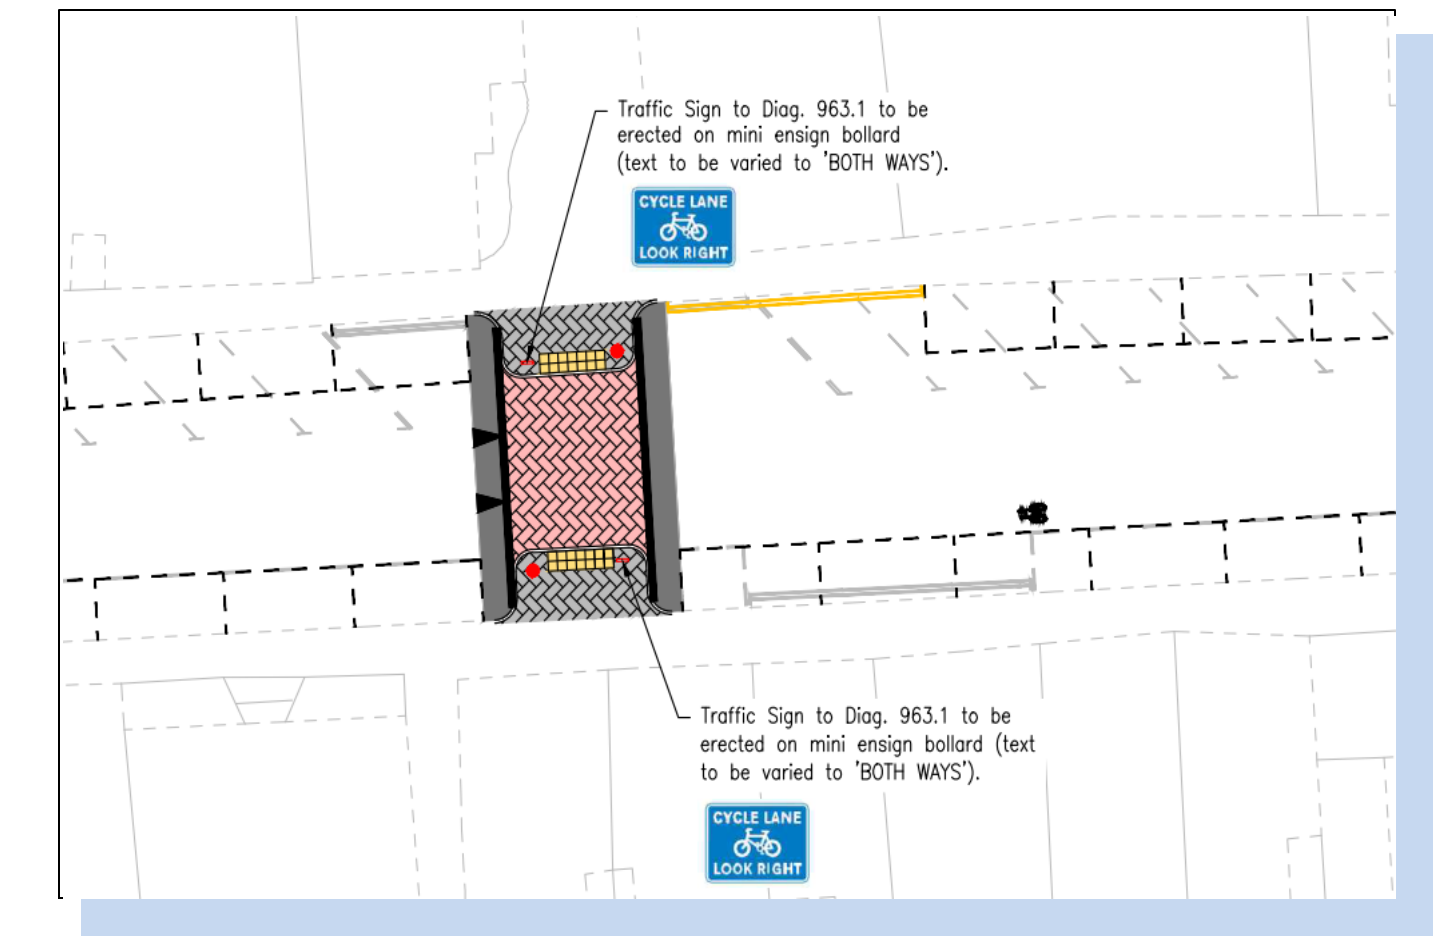 Traffic Sign to Diag. 963.1 to be
erected on mini ensign bollard
(text to be varied to 'BOTH WAYS').
CYCLE LANE
LOOK RIGHT
Traffic Sign to Diag. 963.1 to be
erected on mini ensign bollard (text
to be varied to 'BOTH WAYS').
CYCLE LANE
LOOK RIGHT